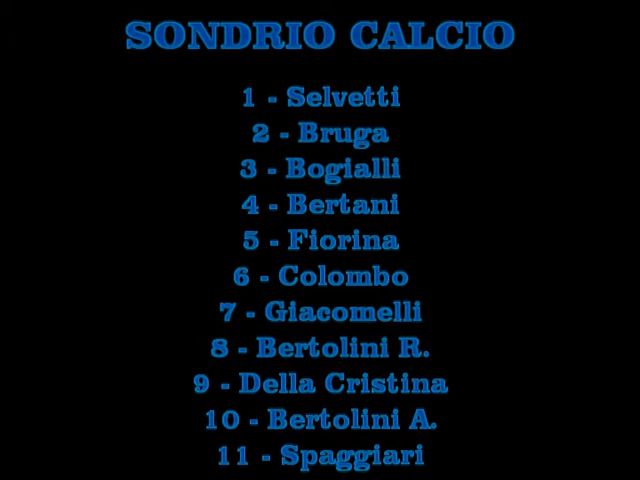 SONDRIO CALCIO
1 - Selvetti
2 - Bruga
3 - Bogialli
4 - Bertani
5 - Fiorina
6 - Colombo
7 - Giacomelli
8 - Bertolini R.
9 - Della Cristina
10 - Bertolini A.
11 - Spaggiari